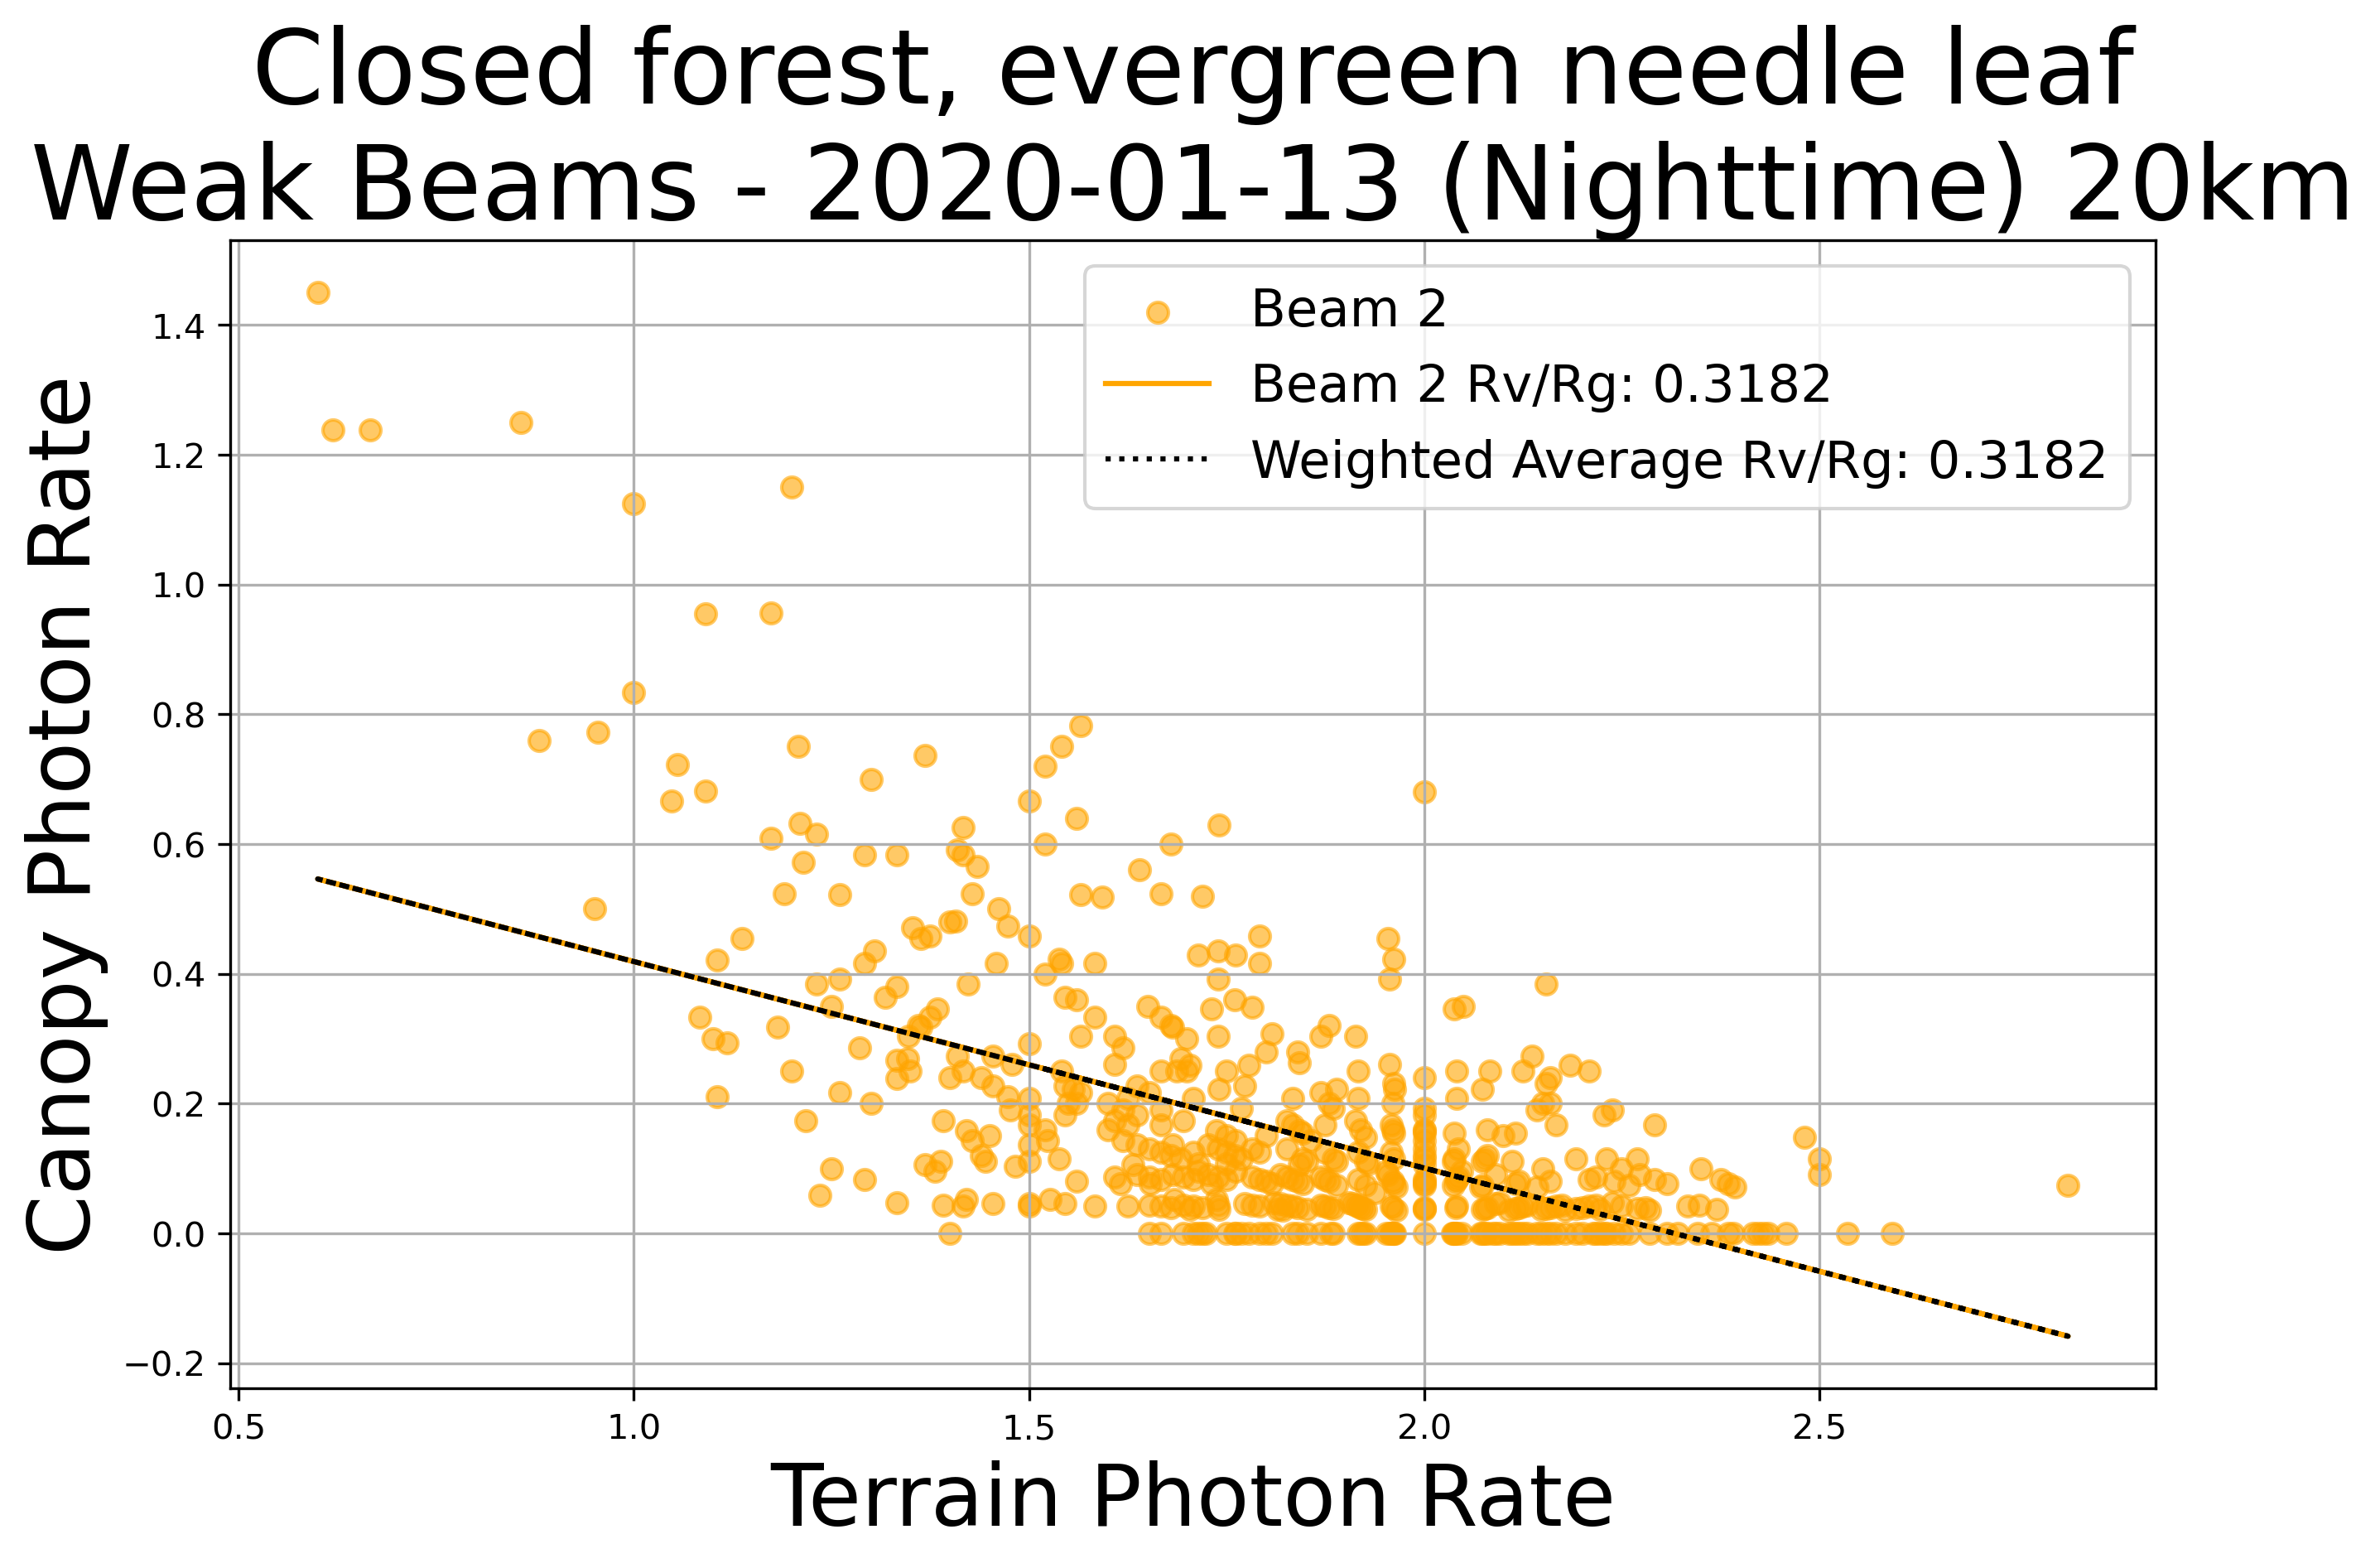 Closed forest, evergreen needle leaf
Weak Beams - 2020-01-13 (Nighttime) 20km
Beam 2
Beam 2 Rv/Rg: 0.3182
Weighted Average Rv/Rg: 0.3182
Canopy Photon Rate
1.4
1.2
1.0
0.8
0.6
0.4
0.2
0.0
−0.2
0.5 1.0 1.5 2.0 2.5
Terrain Photon Rate